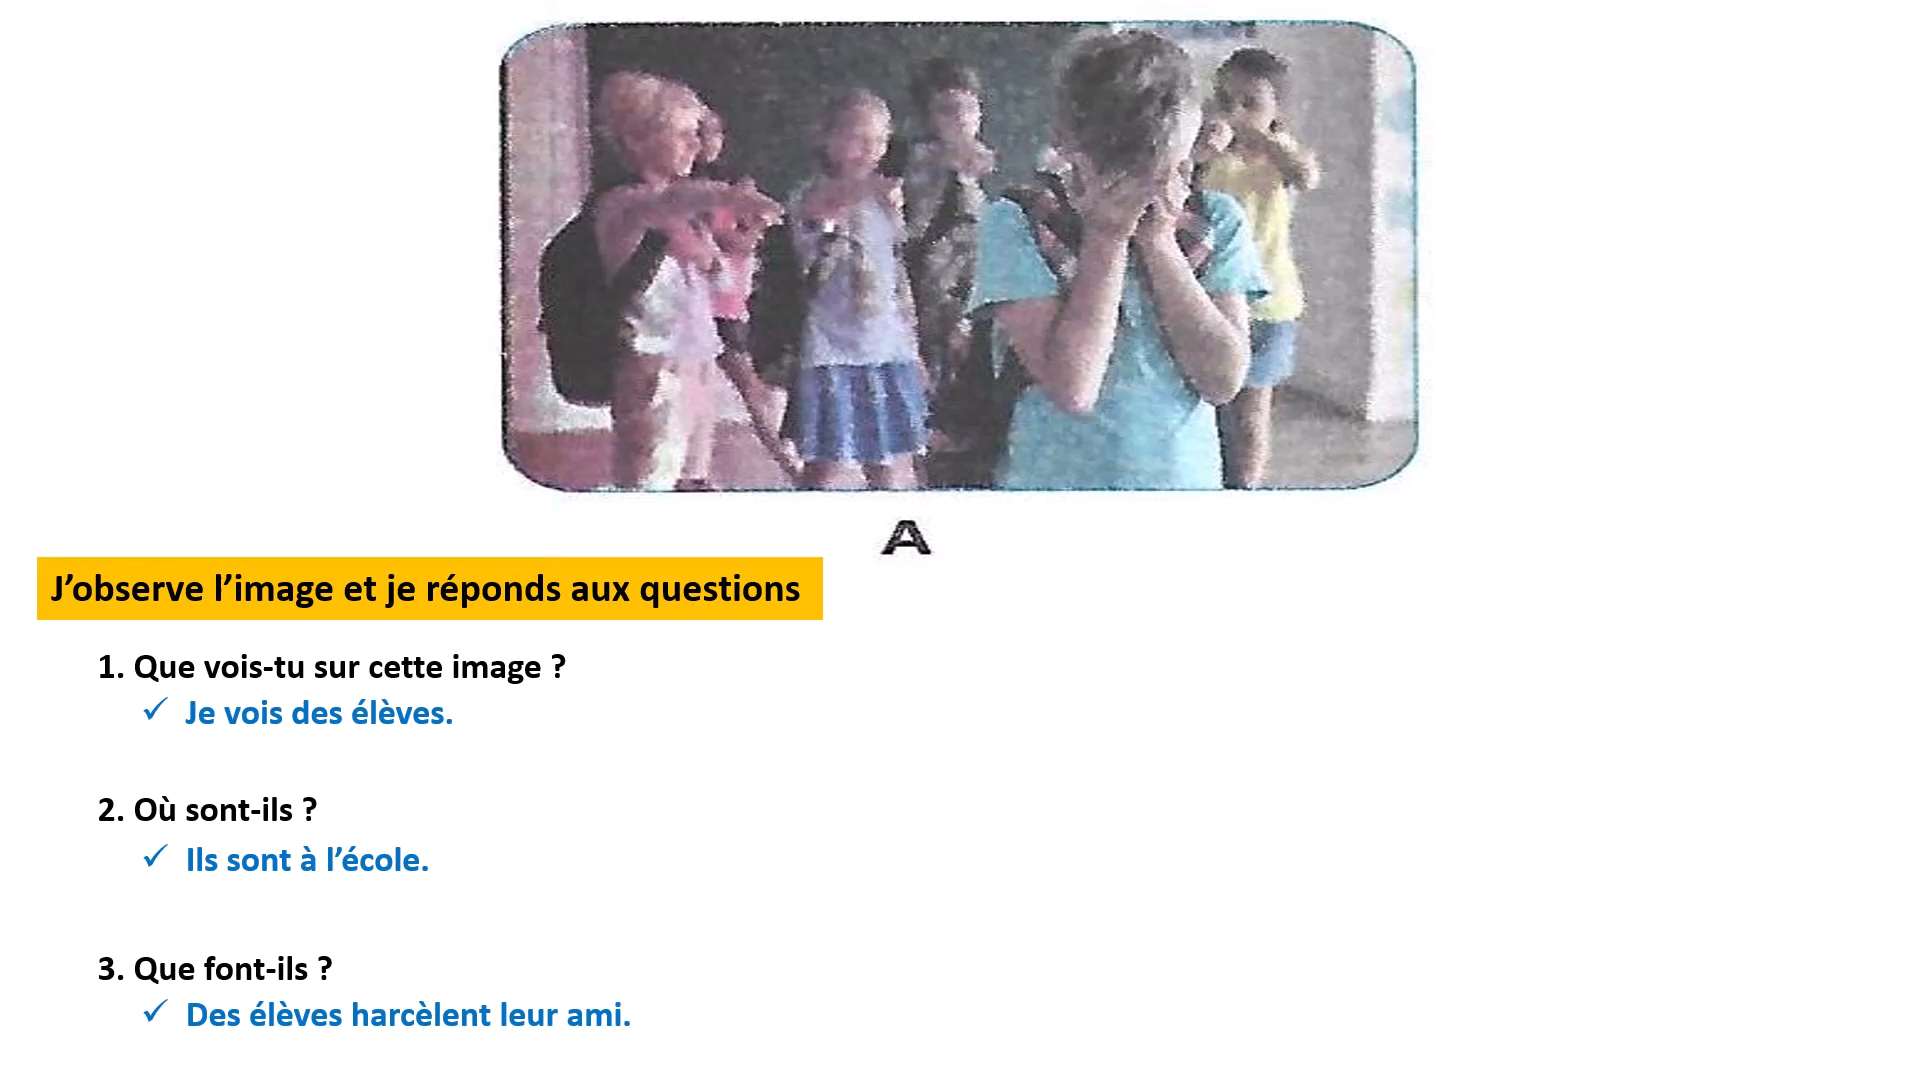 A
J’observe l’image et je réponds aux questions
1. Que vois-tu sur cette image ?
✓ Je vois des élèves.
2. Où sont-ils ?
✓ Ils sont à l’école.
3. Que font-ils ?
✓ Des élèves harcèlent leur ami.